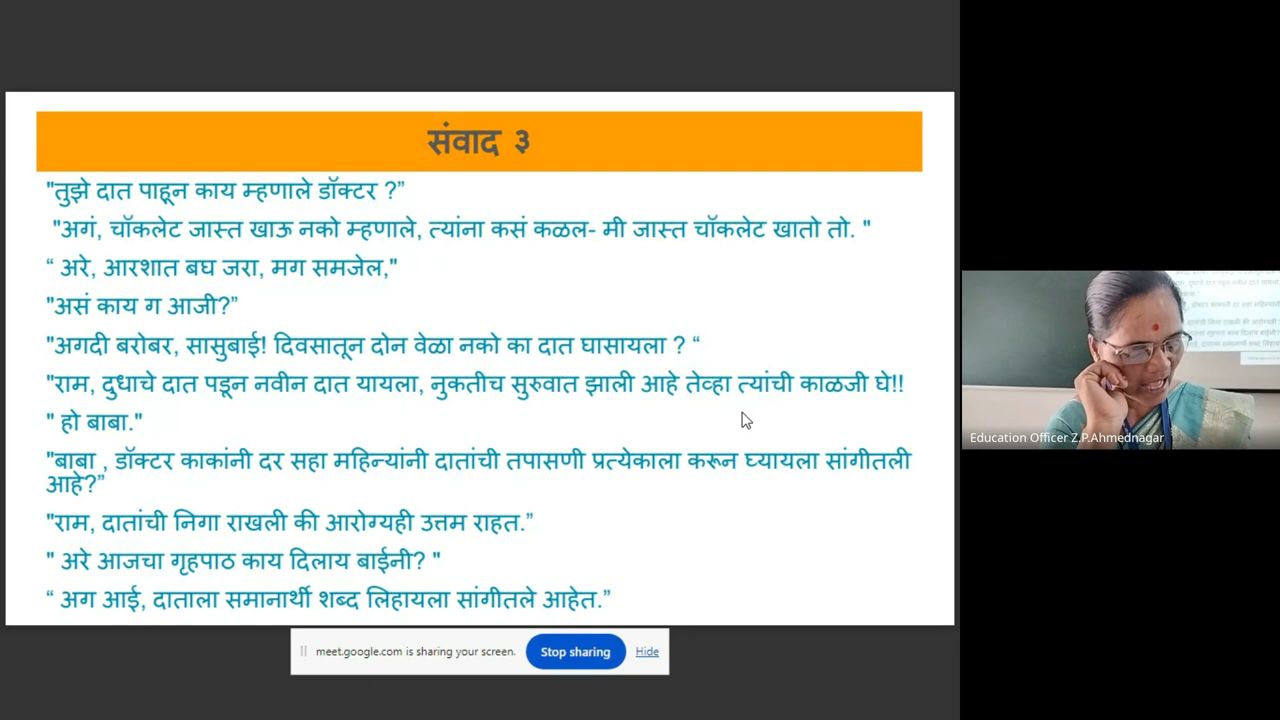 संवाद ३
"तुझे दात पाहून काय म्हणाले डॉक्टर ?”
"अगं, चॉकलेट जास्त खाऊ नको म्हणाले, त्यांना कसं कळल- मी जास्त चॉकलेट खातो तो. "
“ अरे, आरशात बघ जरा, मग समजेल,"
"असं काय ग आजी?”
"अगदी बरोबर, सासुबाई! दिवसातून दोन वेळा नको का दात घासायला ? “
"राम, दुधाचे दात पडून नवीन दात यायला, नुकतीच सुरुवात झाली आहे तेव्हा त्यांची काळजी घे!!
" हो बाबा."
"बाबा , डॉक्टर काकांनी दर सहा महिन्यांनी दातांची तपासणी प्रत्येकाला करून घ्यायला सांगीतली
आहे?”
"राम, दातांची निगा राखली की आरोग्यही उत्तम राहत.”
" अरे आजचा गृहपाठ काय दिलाय बाईनी? "
“ अग आई, दाताला समानार्थी शब्द लिहायला सांगीतले आहेत.”
meet.google.com is sharing your screen. Stop sharing Hide
Education Officer Z.P.Ahmednagar